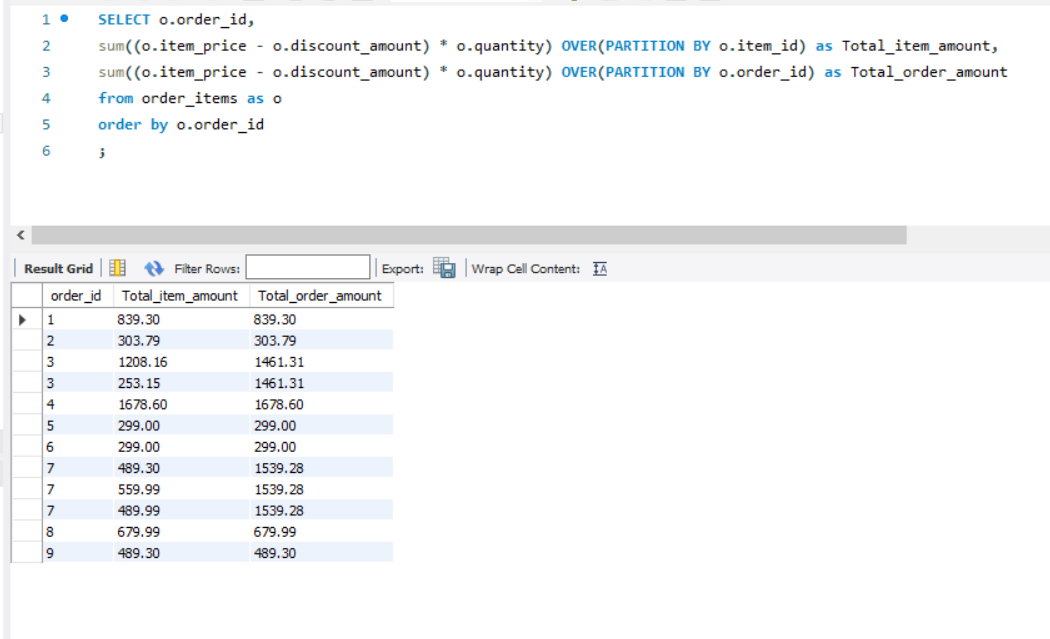 1 SELECT o.order_id,
2 sum((o.item_price - o.discount_amount) * o.quantity) OVER(PARTITION BY o.item_id) as Total_item_amount,
3 sum((o.item_price - o.discount_amount) * o.quantity) OVER(PARTITION BY o.order_id) as Total_order_amount
4 from order_items as o
5 order by o.order_id
6 ;
Result Grid Filter Rows: Export: Wrap Cell Content: IA
order_id Total_item_amount Total_order_amount
1 839.30 839.30
2 303.79 303.79
3 1208.16 1461.31
3 253.15 1461.31
4 1678.60 1678.60
5 299.00 299.00
6 299.00 299.00
7 489.30 1539.28
7 559.99 1539.28
7 489.99 1539.28
8 679.99 679.99
9 489.30 489.30